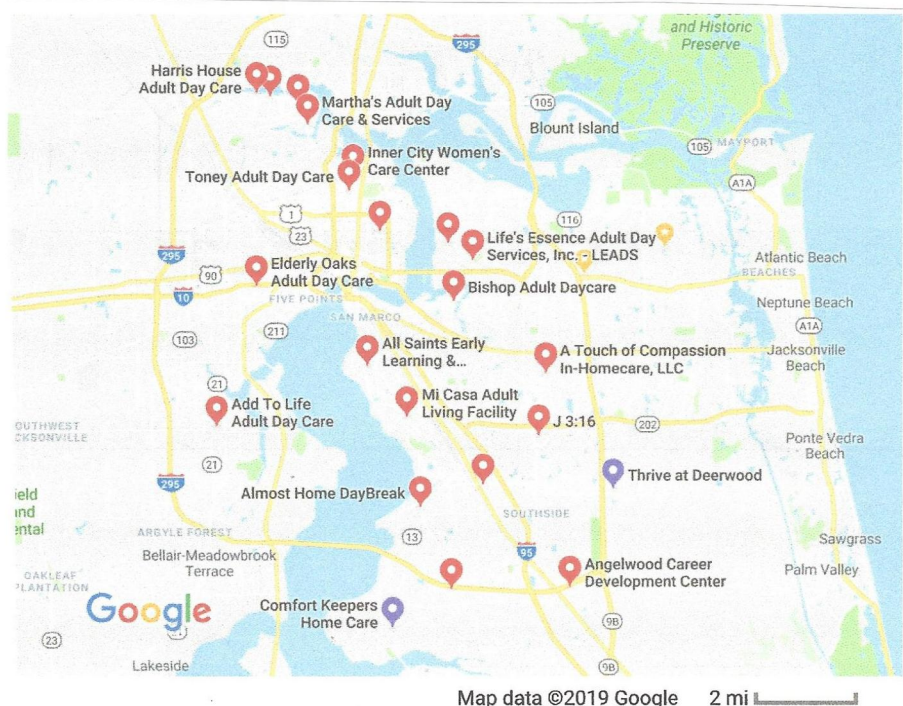 and Historic
Preserve
115
295
Harris House
Adult Day Care
Martha's Adult Day
Care & Services
105
Blount Island
105
MAYPORT
Inner City Women's
Care Center
Toney Adult Day Care
A1A
1
23
116
Life's Essence Adult Day
Services, Inc. - LEADS
295
90
Elderly Oaks
Adult Day Care
Atlantic Beach
BEACHES
10
Bishop Adult Daycare
FIVE POINTS
Neptune Beach
SAN MARCO
A1A
103
211
All Saints Early
Learning &...
A Touch of Compassion
In-Homecare, LLC
Jacksonville
Beach
21
Add To Life
Adult Day Care
Mi Casa Adult
Living Facility
J 3:16
202
OUTHWEST
CKSONVILLE
Ponte Vedra
Beach
21
295
Almost Home DayBreak
Thrive at Deerwood
ield
and
ental
SOUTHSIDE
13
ARGYLE FOREST
95
Sawgrass
Bellair-Meadowbrook
Terrace
Angelwood Career
Development Center
Palm Valley
OAKLEAF
PLANTATION
Google
Comfort Keepers
Home Care
9B
23
Lakeside
9B
Map data ©2019 Google 2 mi